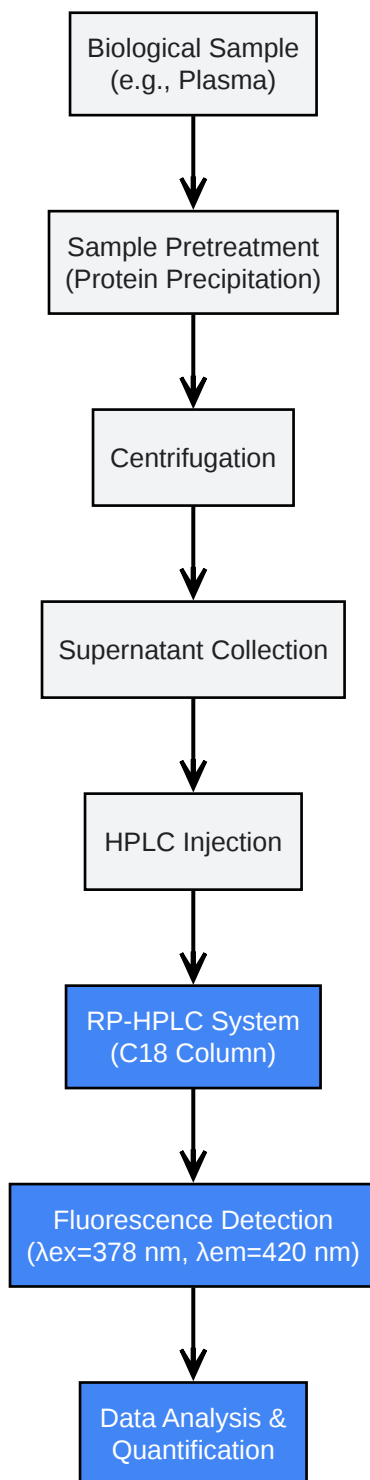 Biological Sample
(e.g., Plasma)
Sample Pretreatment
(Protein Precipitation)
Centrifugation
Supernatant Collection
HPLC Injection
RP-HPLC System
(C18 Column)
Fluorescence Detection
(λex=378 nm, λem=420 nm)
Data Analysis &
Quantification